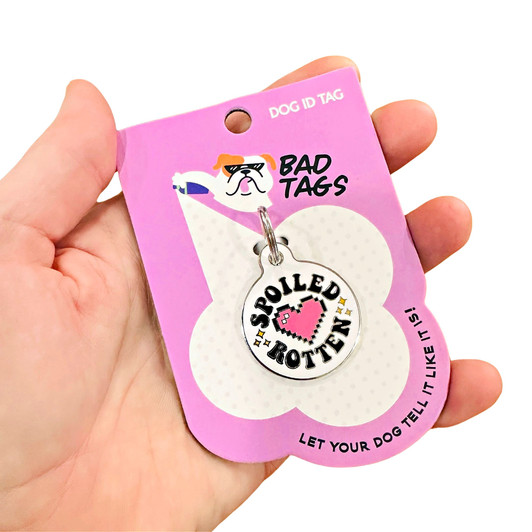 DOG ID TAG
BAD
TAGS
SPOILED
ROTTEN
LET YOUR DOG TELL IT LIKE IT IS!